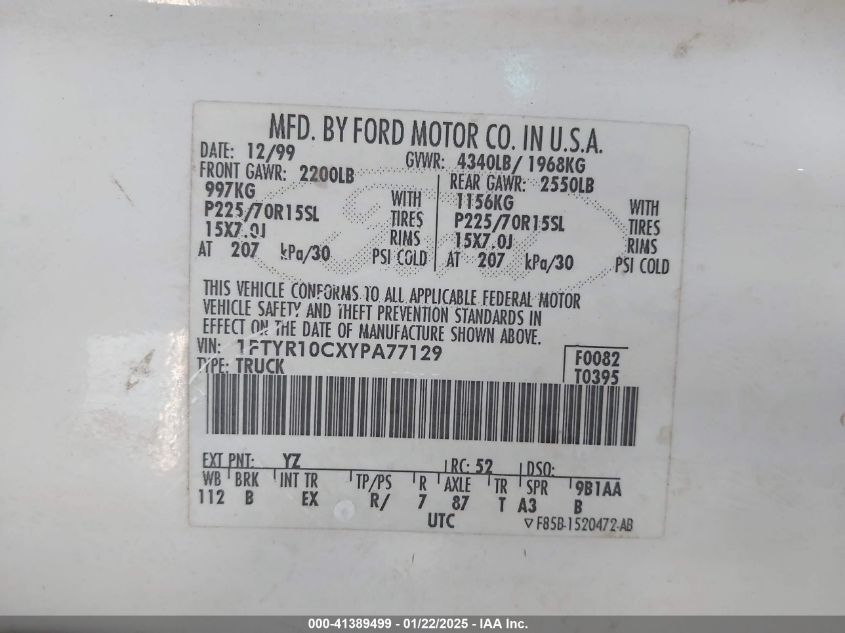 MFD. BY FORD MOTOR CO. IN U.S.A.
DATE: 12/99 GVWR: 4340LB/ 1968KG
FRONT GAWR: 2200LB REAR GAWR: 2550LB
997KG WITH 1156KG WITH
P225/70R15SL TIRES P225/70R15SL TIRES
15X7.0J RIMS 15X7.0J RIMS
AT 207 kPa/30 PSI COLD AT 207 kPa/30 PSI COLD
THIS VEHICLE CONFORMS TO ALL APPLICABLE FEDERAL MOTOR
VEHICLE SAFETY AND THEFT PREVENTION STANDARDS IN
EFFECT ON THE DATE OF MANUFACTURE SHOWN ABOVE.
VIN: 1FTYR10CXYPA77129 F0082
TYPE: TRUCK T0395
EXT PNT: YZ RC: 52 DSO:
WB BRK INT TR TP/PS R AXLE TR SPR 9B1AA
112 B EX R/ 7 87 T A3 B
UTC ▽ F85B-1520472-AB
000-41389499 - 01/22/2025 - IAA Inc.